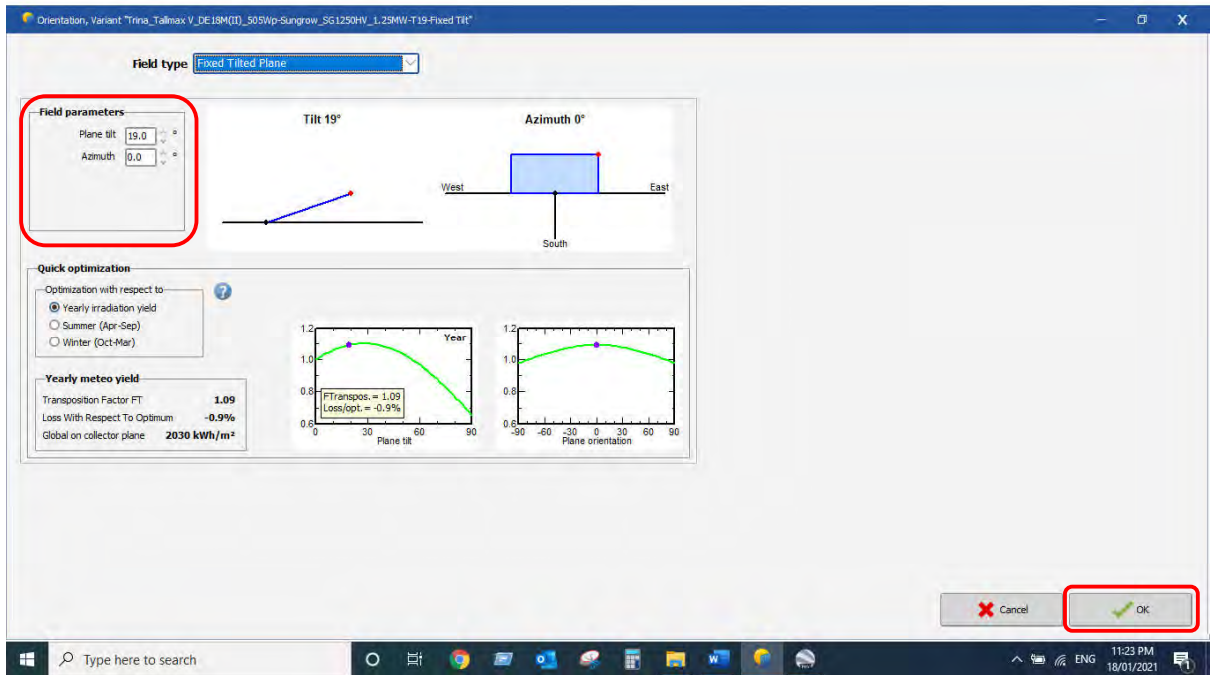 Orientation, Variant "Trina_Tallmax V_DE18M(II)_505Wp-Sungrow_SG1250HV_1.25MW-T19-Fixed Tilt"
Field type Fixed Tilted Plane
Field parameters
Plane tilt 19.0 °
Azimuth 0.0 °
Tilt 19°
Azimuth 0°
West
East
South
Quick optimization
Optimization with respect to
Yearly irradiation yield
Summer (Apr-Sep)
Winter (Oct-Mar)
?
Yearly meteo yield
Transposition Factor FT 1.09
Loss With Respect To Optimum -0.9%
Global on collector plane 2030 kWh/m²
Year
1.2
1.0
0.8
0.6
FTranspos. = 1.09
Loss/opt. = -0.9%
0 30 60 90
Plane tilt
1.2
1.0
0.8
0.6
-90 -60 -30 0 30 60 90
Plane orientation
Cancel
OK
Type here to search
ENG
11:23 PM
18/01/2021
1